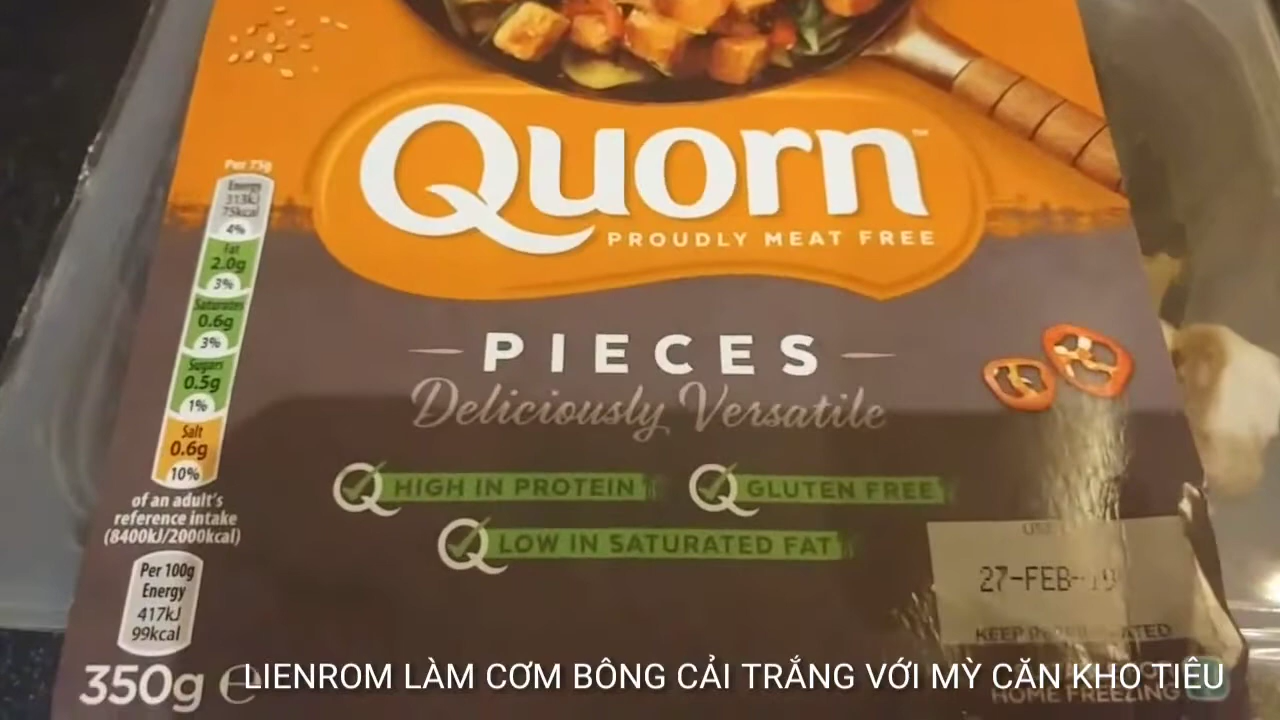 Quorn™
PROUDLY MEAT FREE
PIECES
Deliciously Versatile
HIGH IN PROTEIN
GLUTEN FREE
LOW IN SATURATED FAT
Per 75g
Energy
313kJ
75kcal
4%
Fat
2.0g
3%
Saturates
0.6g
3%
Sugars
0.5g
1%
Salt
0.6g
10%
of an adult's
reference intake
(8400kJ/2000kcal)
Per 100g
Energy
417kJ
99kcal
350g ℮
USE
27-FEB-19
KEEP
HOME FREEZING
LIENROM LÀM CƠM BÔNG CẢI TRẮNG VỚI MỲ CĂN KHO TIÊU